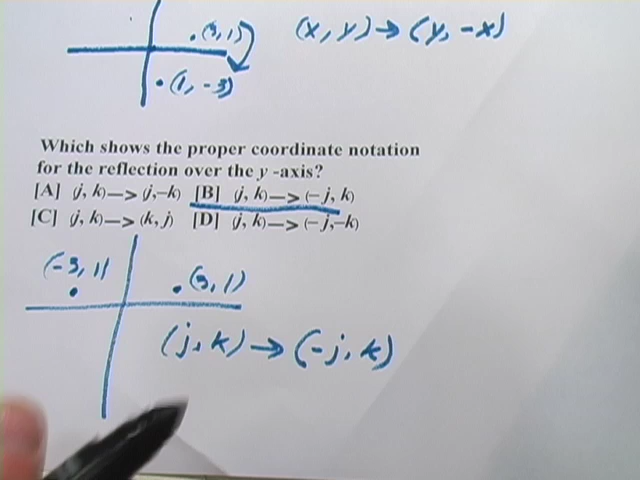 (3,1) (x,y)→(y,-x)
(1,-3)
Which shows the proper coordinate notation
for the reflection over the y -axis?
[A] (j, k)—>(j,–k) [B] (j, k)—>(– j, k)
[C] (j, k)—>(k, j) [D] (j, k)—>(– j,–k)
(-3,1) (3,1)
(j,k)→(-j,k)